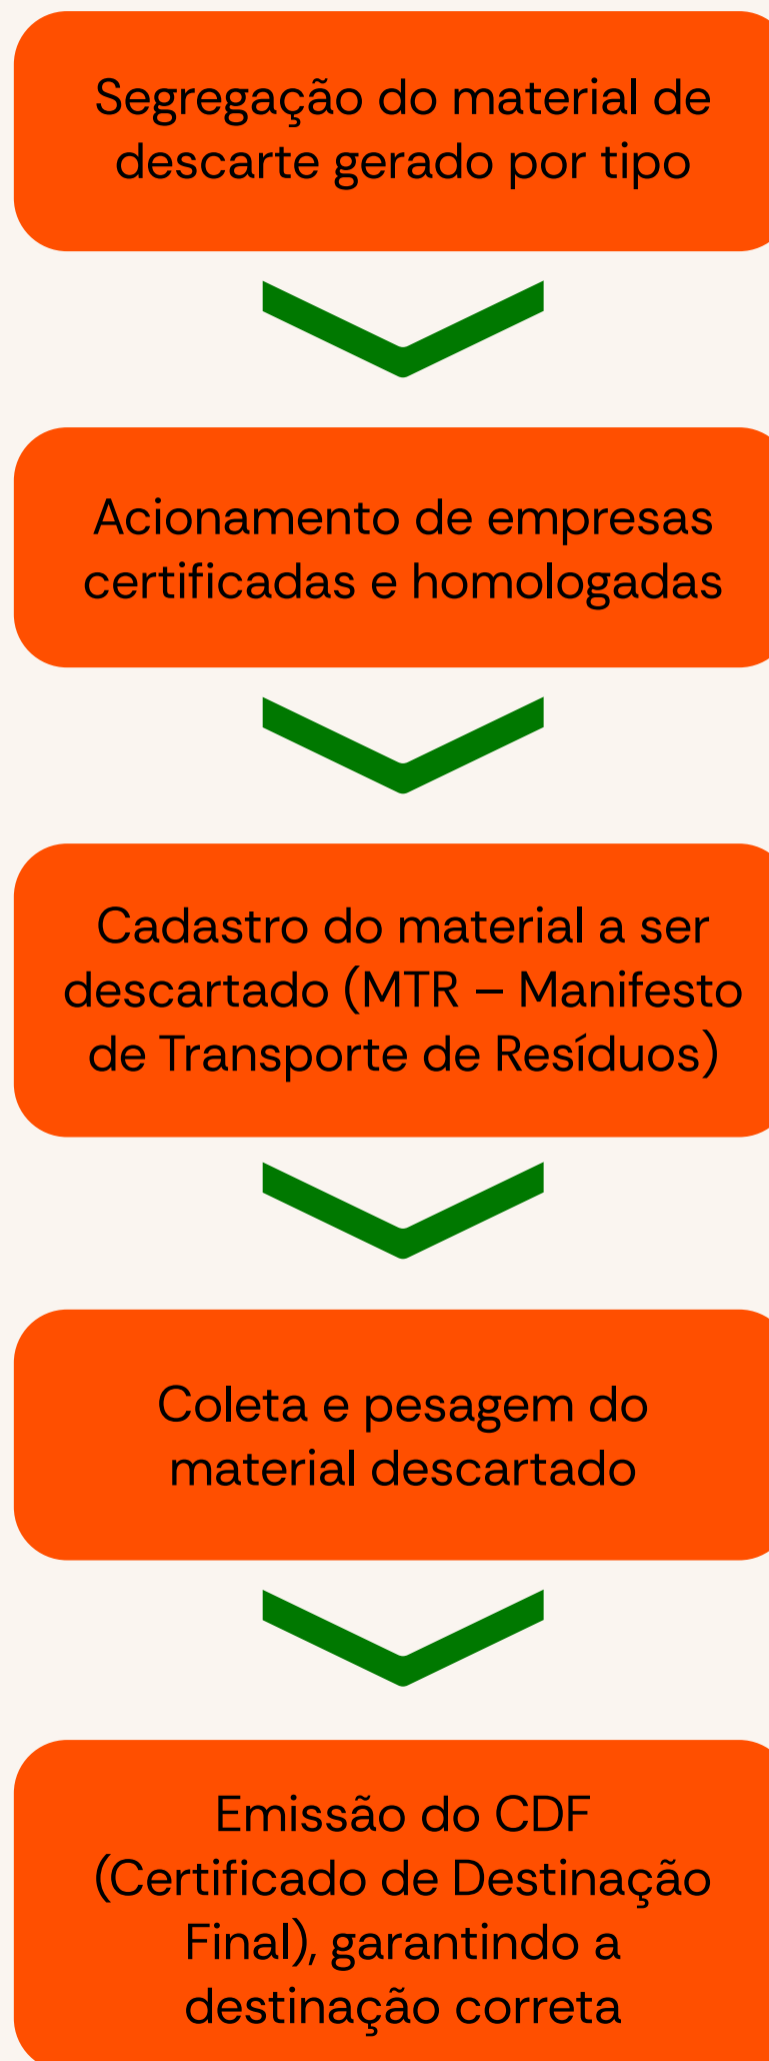 Segregação do material de
descarte gerado por tipo
Acionamento de empresas
certificadas e homologadas
Cadastro do material a ser
descartado (MTR – Manifesto
de Transporte de Resíduos)
Coleta e pesagem do
material descartado
Emissão do CDF
(Certificado de Destinação
Final), garantindo a
destinação correta